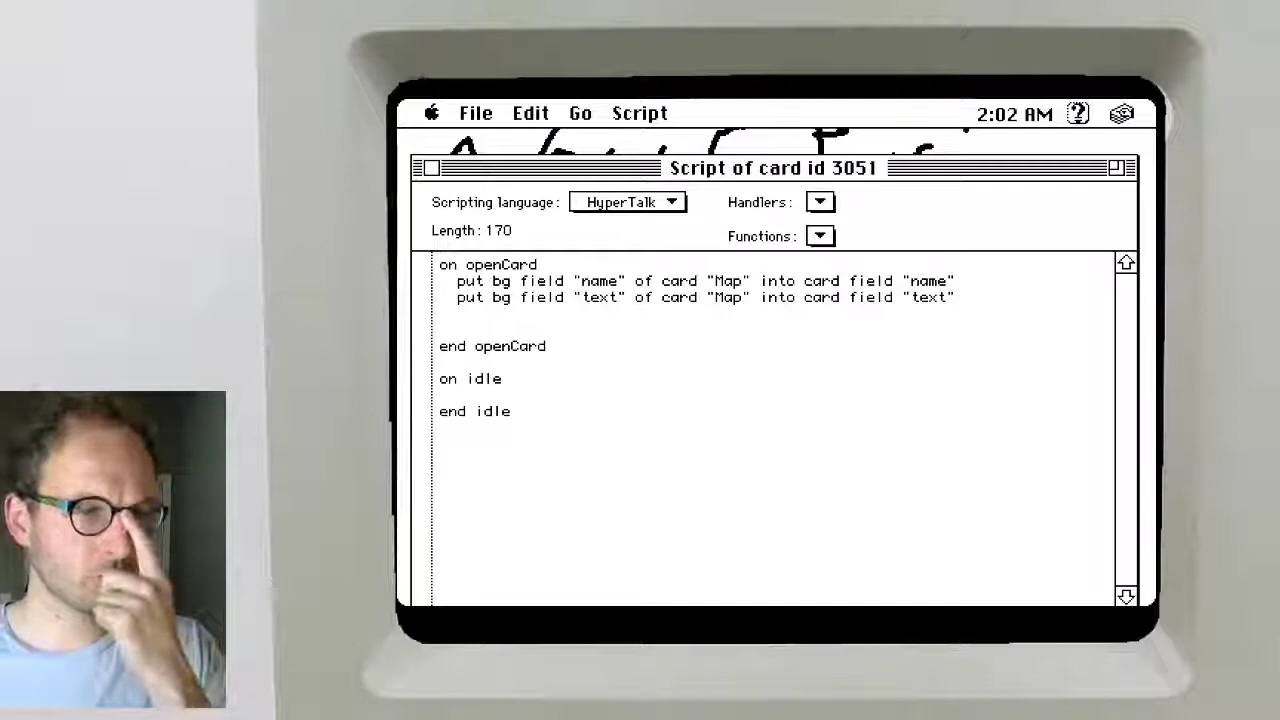 File Edit Go Script 2:02 AM
Script of card id 3051
Scripting language: HyperTalk Handlers:
Length: 170
Functions:
on openCard
put bg field "name" of card "Map" into card field "name"
put bg field "text" of card "Map" into card field "text"
end openCard
on idle
end idle